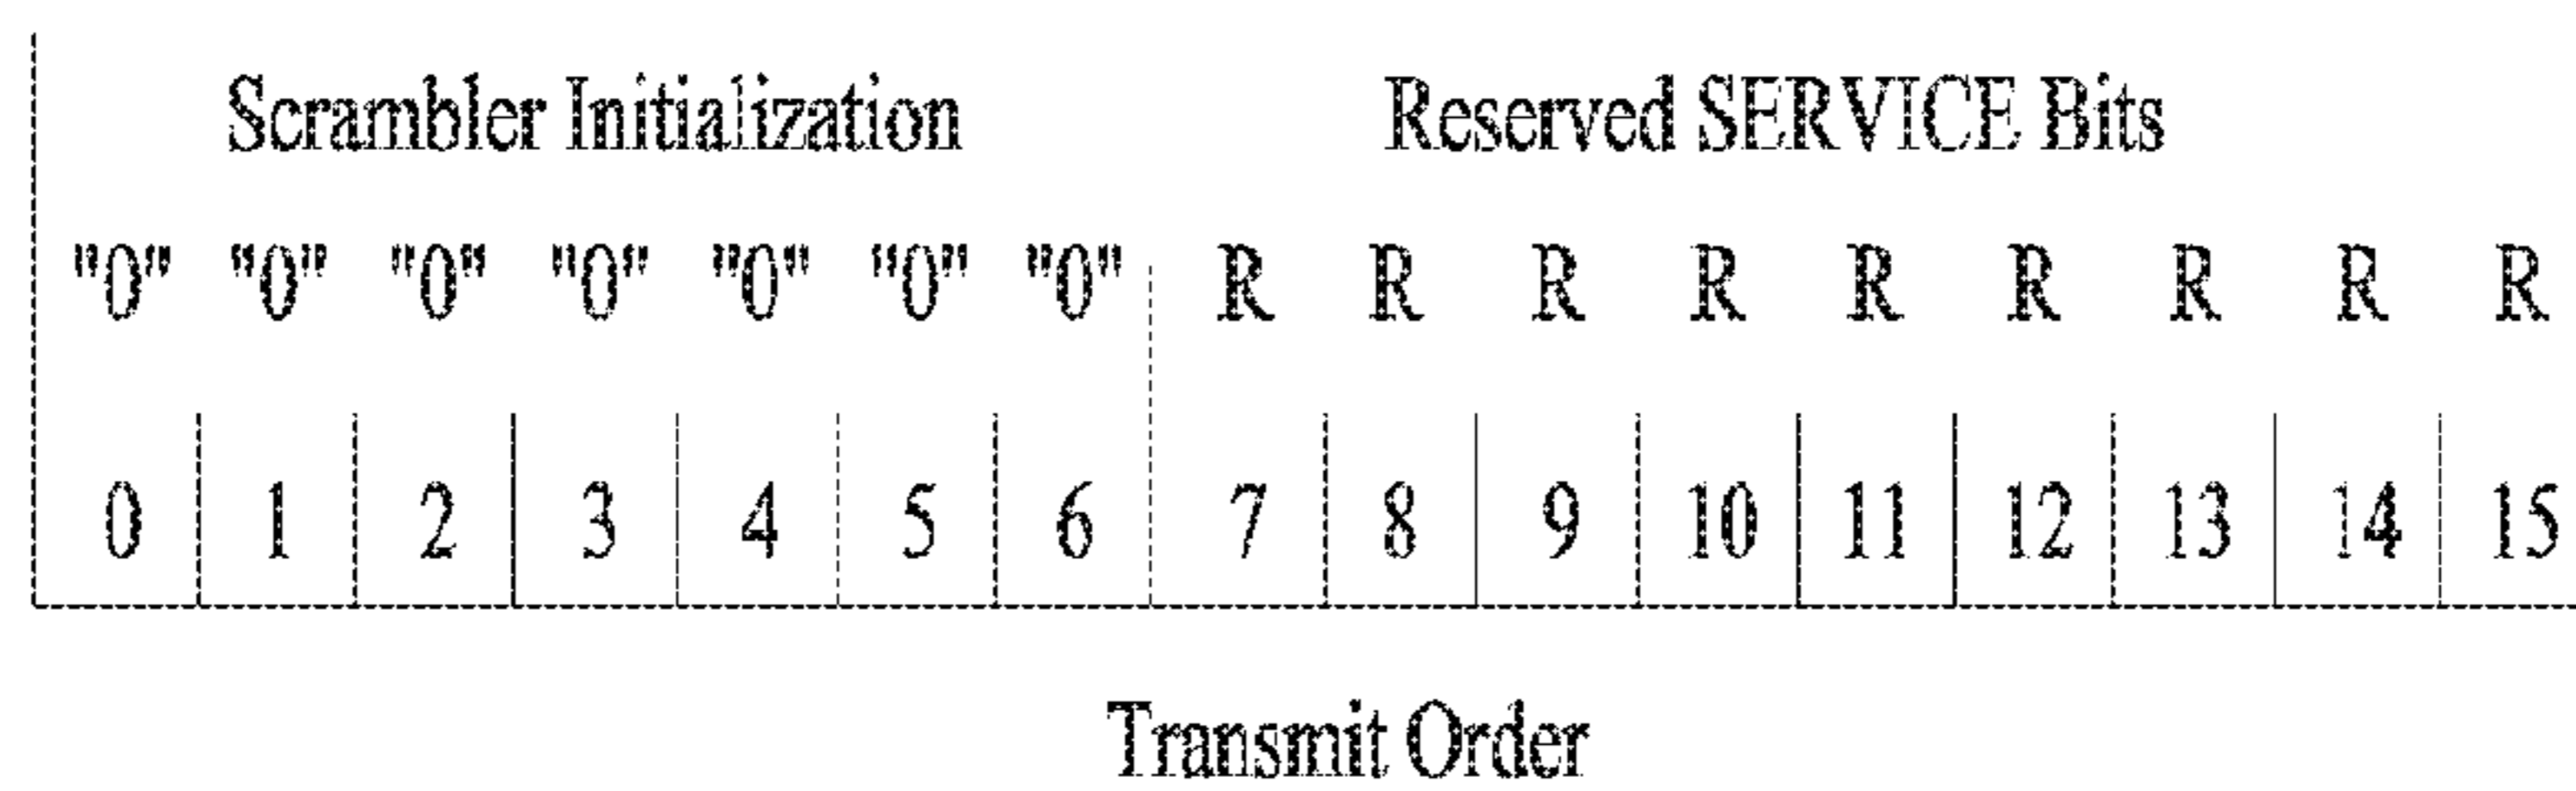 Scrambler Initialization Reserved SERVICE Bits
"0" "0" "0" "0" "0" "0" "0" R R R R R R R R R
0 1 2 3 4 5 6 7 8 9 10 11 12 13 14 15
Transmit Order